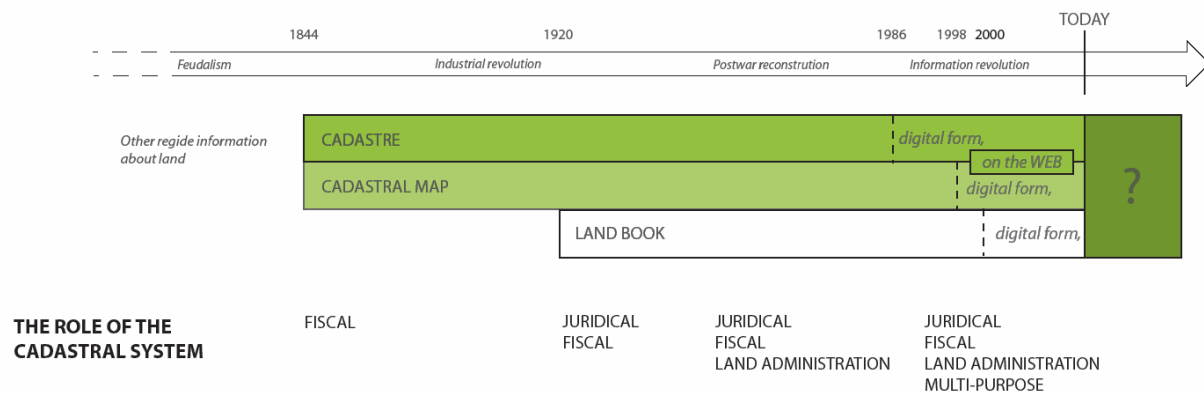 TODAY
1844 1920 1986 1998 2000
Feudalism Industrial revolution Postwar reconstrution Information revolution
Other regide information
about land
CADASTRE digital form,
on the WEB
CADASTRAL MAP digital form,
LAND BOOK digital form,
?
THE ROLE OF THE
CADASTRAL SYSTEM
FISCAL
JURIDICAL
FISCAL
JURIDICAL
FISCAL
LAND ADMINISTRATION
JURIDICAL
FISCAL
LAND ADMINISTRATION
MULTI-PURPOSE